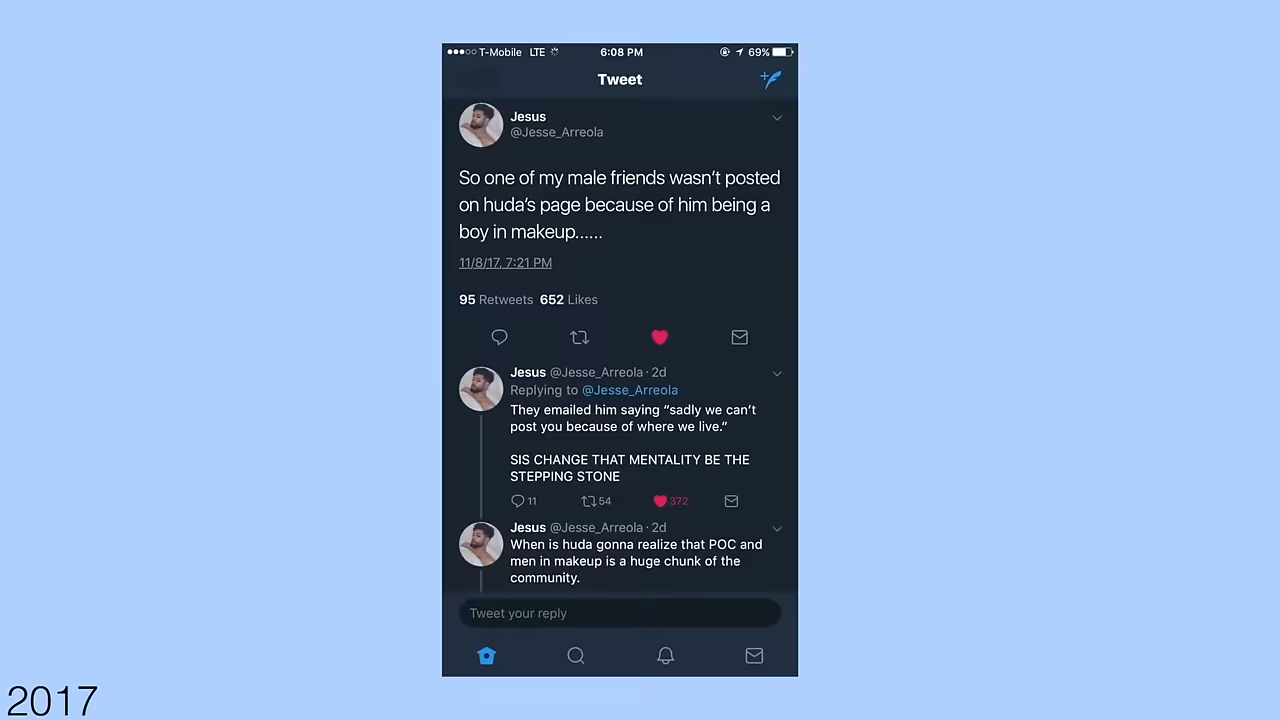 T-Mobile LTE 6:08 PM 69%
Tweet
Jesus
@Jesse_Arreola
So one of my male friends wasn't posted
on huda's page because of him being a
boy in makeup......
11/8/17, 7:21 PM
95 Retweets 652 Likes
Jesus @Jesse_Arreola · 2d
Replying to @Jesse_Arreola
They emailed him saying “sadly we can't
post you because of where we live.”
SIS CHANGE THAT MENTALITY BE THE
STEPPING STONE
11 54 372
Jesus @Jesse_Arreola · 2d
When is huda gonna realize that POC and
men in makeup is a huge chunk of the
community.
Tweet your reply
2017